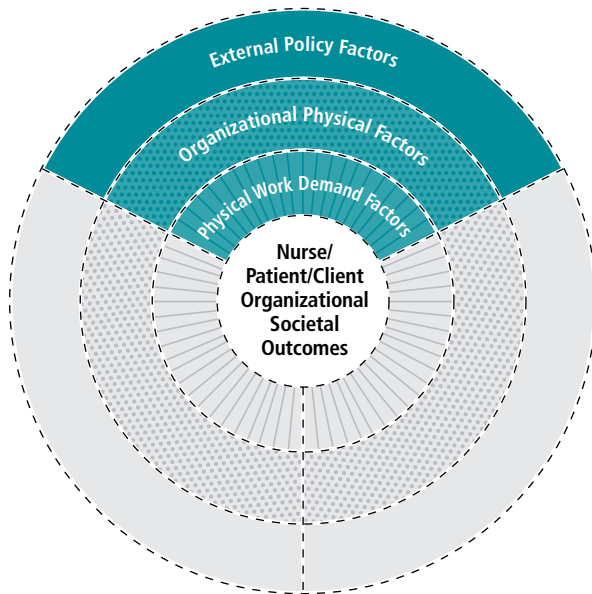 External Policy Factors
Organizational Physical Factors
Physical Work Demand Factors
Nurse/
Patient/Client
Organizational
Societal
Outcomes